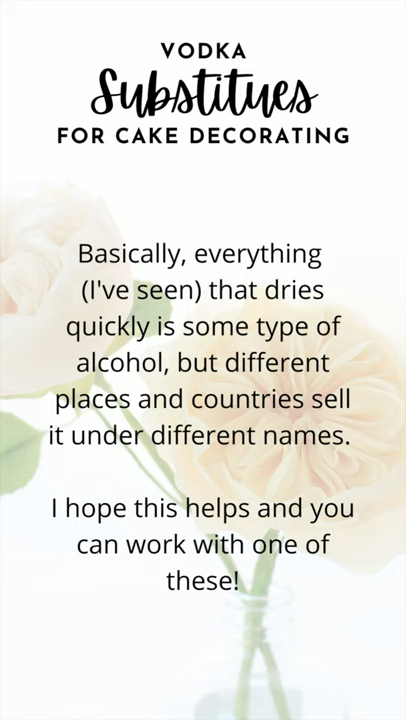 VODKA
Substitues
FOR CAKE DECORATING
Basically, everything
(I've seen) that dries
quickly is some type of
alcohol, but different
places and countries sell
it under different names.
I hope this helps and you
can work with one of
these!